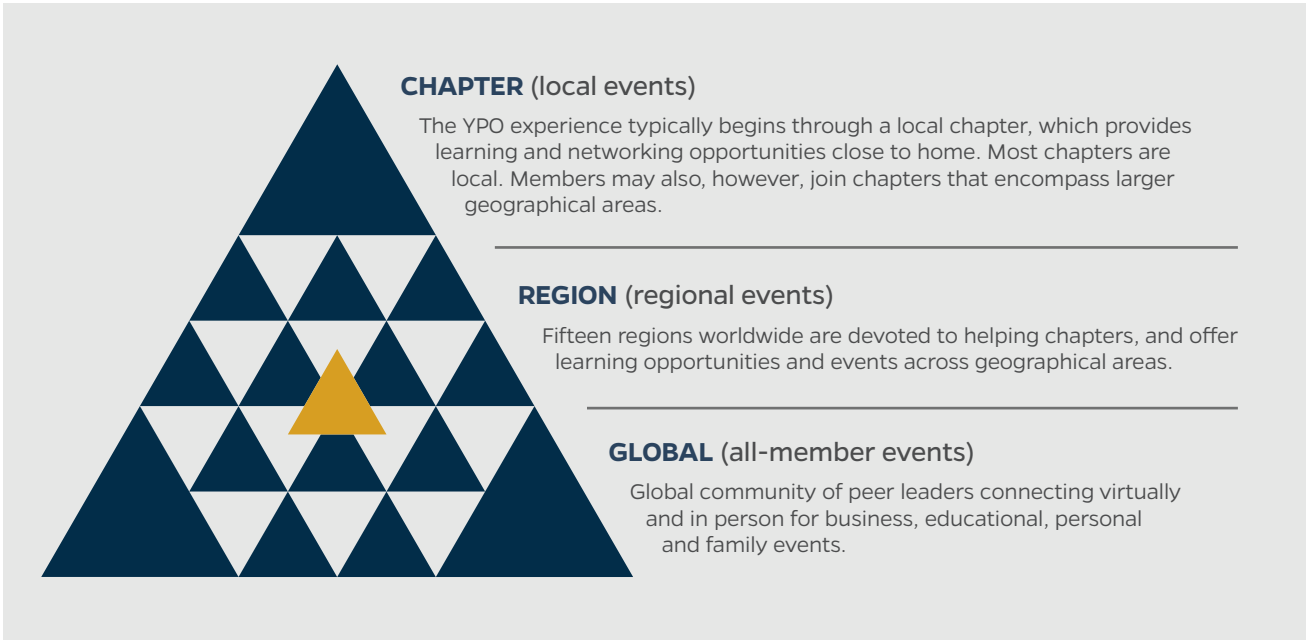 CHAPTER (local events)
The YPO experience typically begins through a local chapter, which provides
learning and networking opportunities close to home. Most chapters are
local. Members may also, however, join chapters that encompass larger
geographical areas.
REGION (regional events)
Fifteen regions worldwide are devoted to helping chapters, and offer
learning opportunities and events across geographical areas.
GLOBAL (all-member events)
Global community of peer leaders connecting virtually
and in person for business, educational, personal
and family events.